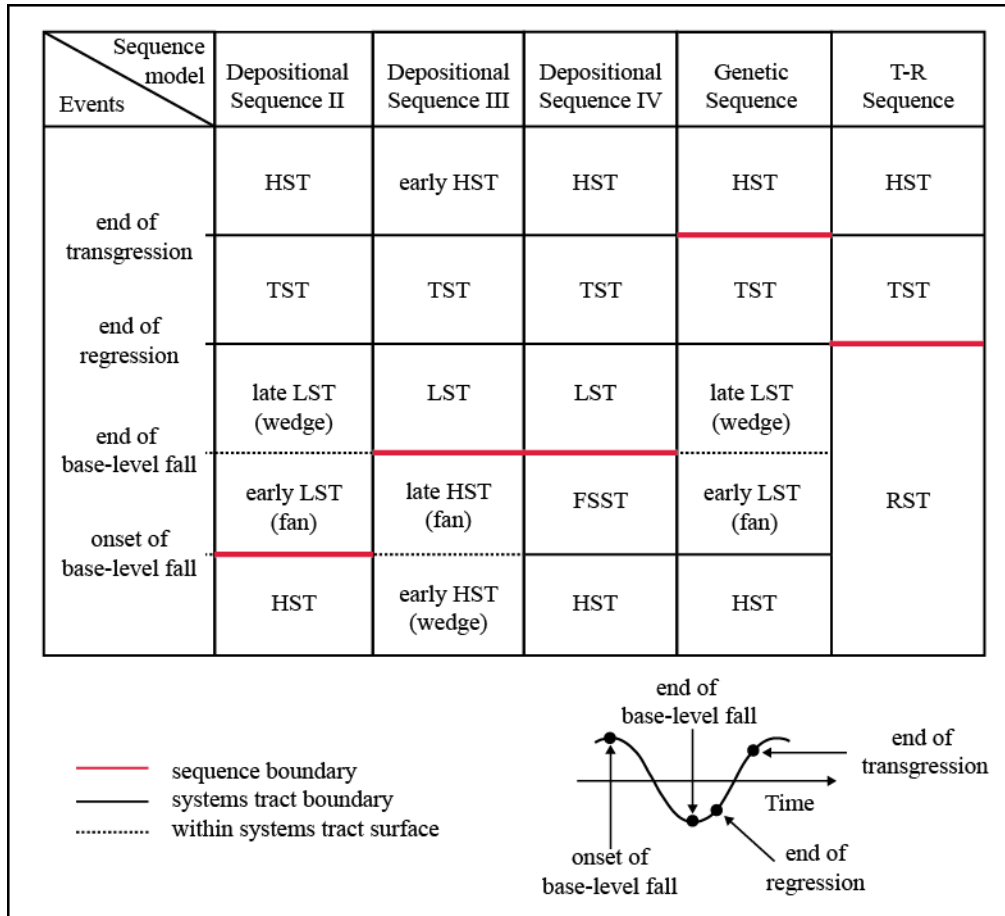 Sequence
model
Events
Depositional
Sequence II
Depositional
Sequence III
Depositional
Sequence IV
Genetic
Sequence
T-R
Sequence
HST
early HST
HST
HST
HST
end of
transgression
TST
TST
TST
TST
TST
end of
regression
late LST
(wedge)
LST
LST
late LST
(wedge)
end of
base-level fall
early LST
(fan)
late HST
(fan)
FSST
early LST
(fan)
RST
onset of
base-level fall
HST
early HST
(wedge)
HST
HST
sequence boundary
systems tract boundary
within systems tract surface
end of
base-level fall
end of
transgression
Time
onset of
base-level fall
end of
regression